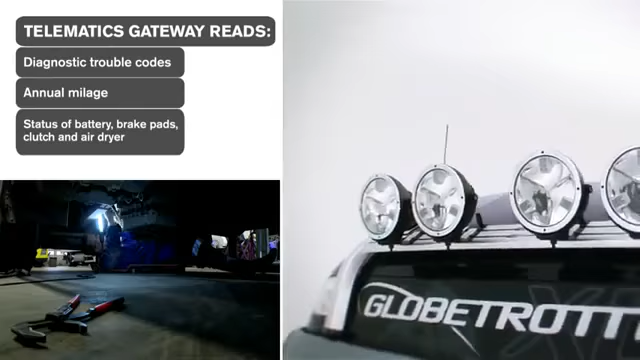 TELEMATICS GATEWAY READS:
Diagnostic trouble codes
Annual milage
Status of battery, brake pads,
clutch and air dryer
GLOBETROTT